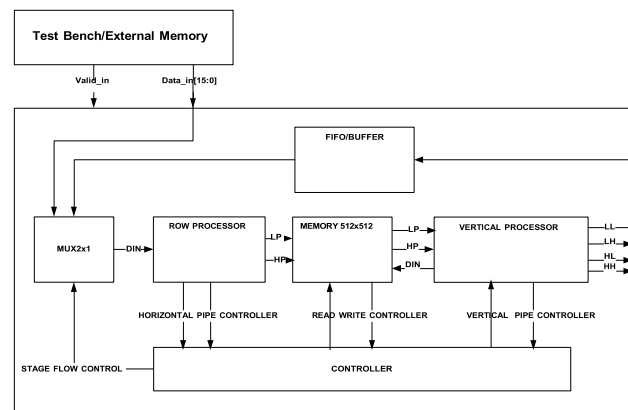 Test Bench/External Memory
Valid_in
Data_in[15:0]
FIFO/BUFFER
MUX2x1
DIN
ROW PROCESSOR
LP
HP
MEMORY 512x512
LP
HP
DIN
VERTICAL PROCESSOR
LL
LH
HL
HH
HORIZONTAL PIPE CONTROLLER
READ WRITE CONTROLLER
VERTICAL PIPE CONTROLLER
STAGE FLOW CONTROL
CONTROLLER